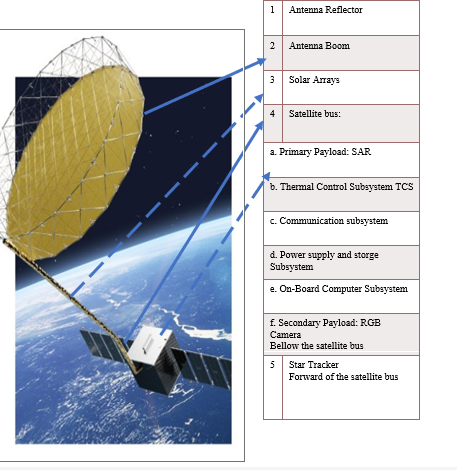 1 Antenna Reflector
2 Antenna Boom
3 Solar Arrays
4 Satellite bus:
a. Primary Payload: SAR
b. Thermal Control Subsystem TCS
c. Communication subsystem
d. Power supply and storge
Subsystem
e. On-Board Computer Subsystem
f. Secondary Payload: RGB
Camera
Bellow the satellite bus
5 Star Tracker
Forward of the satellite bus